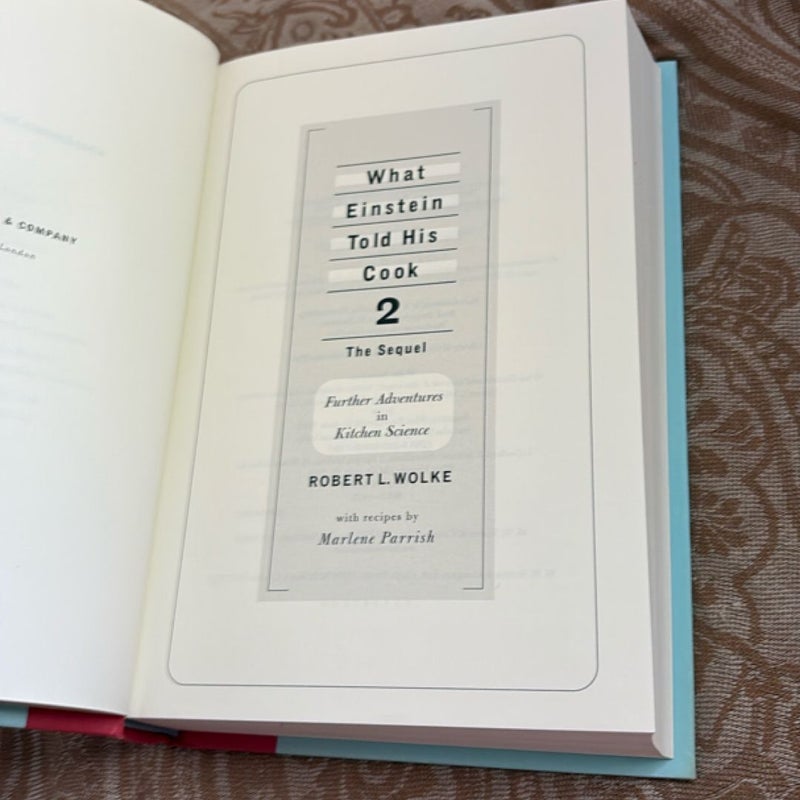 & COMPANY
London
What
Einstein
Told His
Cook
2
The Sequel
Further Adventures
in
Kitchen Science
ROBERT L. WOLKE
with recipes by
Marlene Parrish